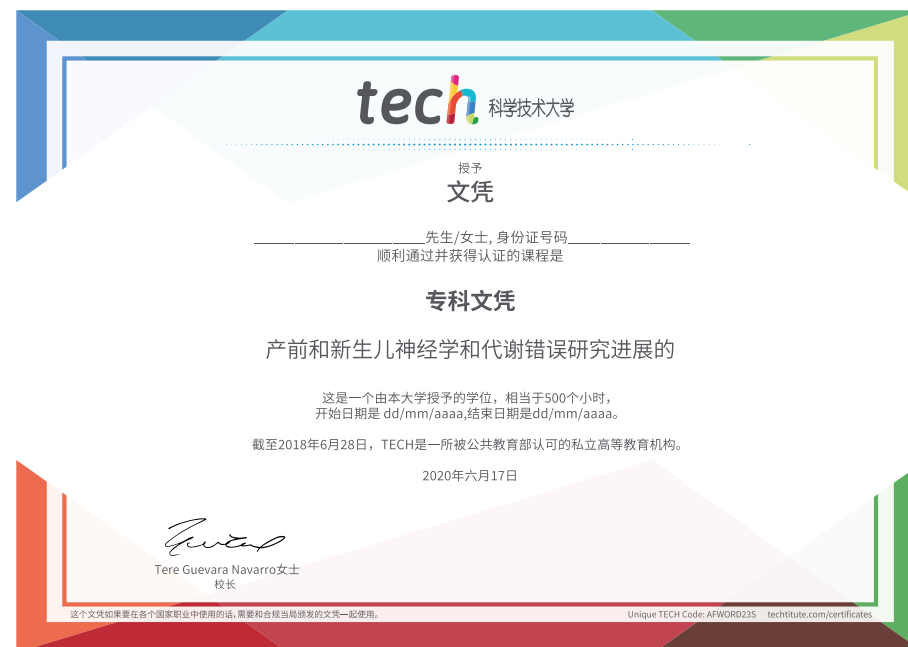 tech 科学技术大学
授予
文凭
先生/女士, 身份证号码
顺利通过并获得认证的课程是
专科文凭
产前和新生儿神经学和代谢错误研究进展的
这是一个由本大学授予的学位，相当于500个小时，
开始日期是 dd/mm/aaaa,结束日期是dd/mm/aaaa。
截至2018年6月28日，TECH是一所被公共教育部认可的私立高等教育机构。
2020年六月17日
Tere Guevara Navarro女士
校长
这个文凭如果要在各个国家职业中使用的话,需要和合规当局颁发的文凭一起使用。
Unique TECH Code: AFWORD23S techtitute.com/certificates